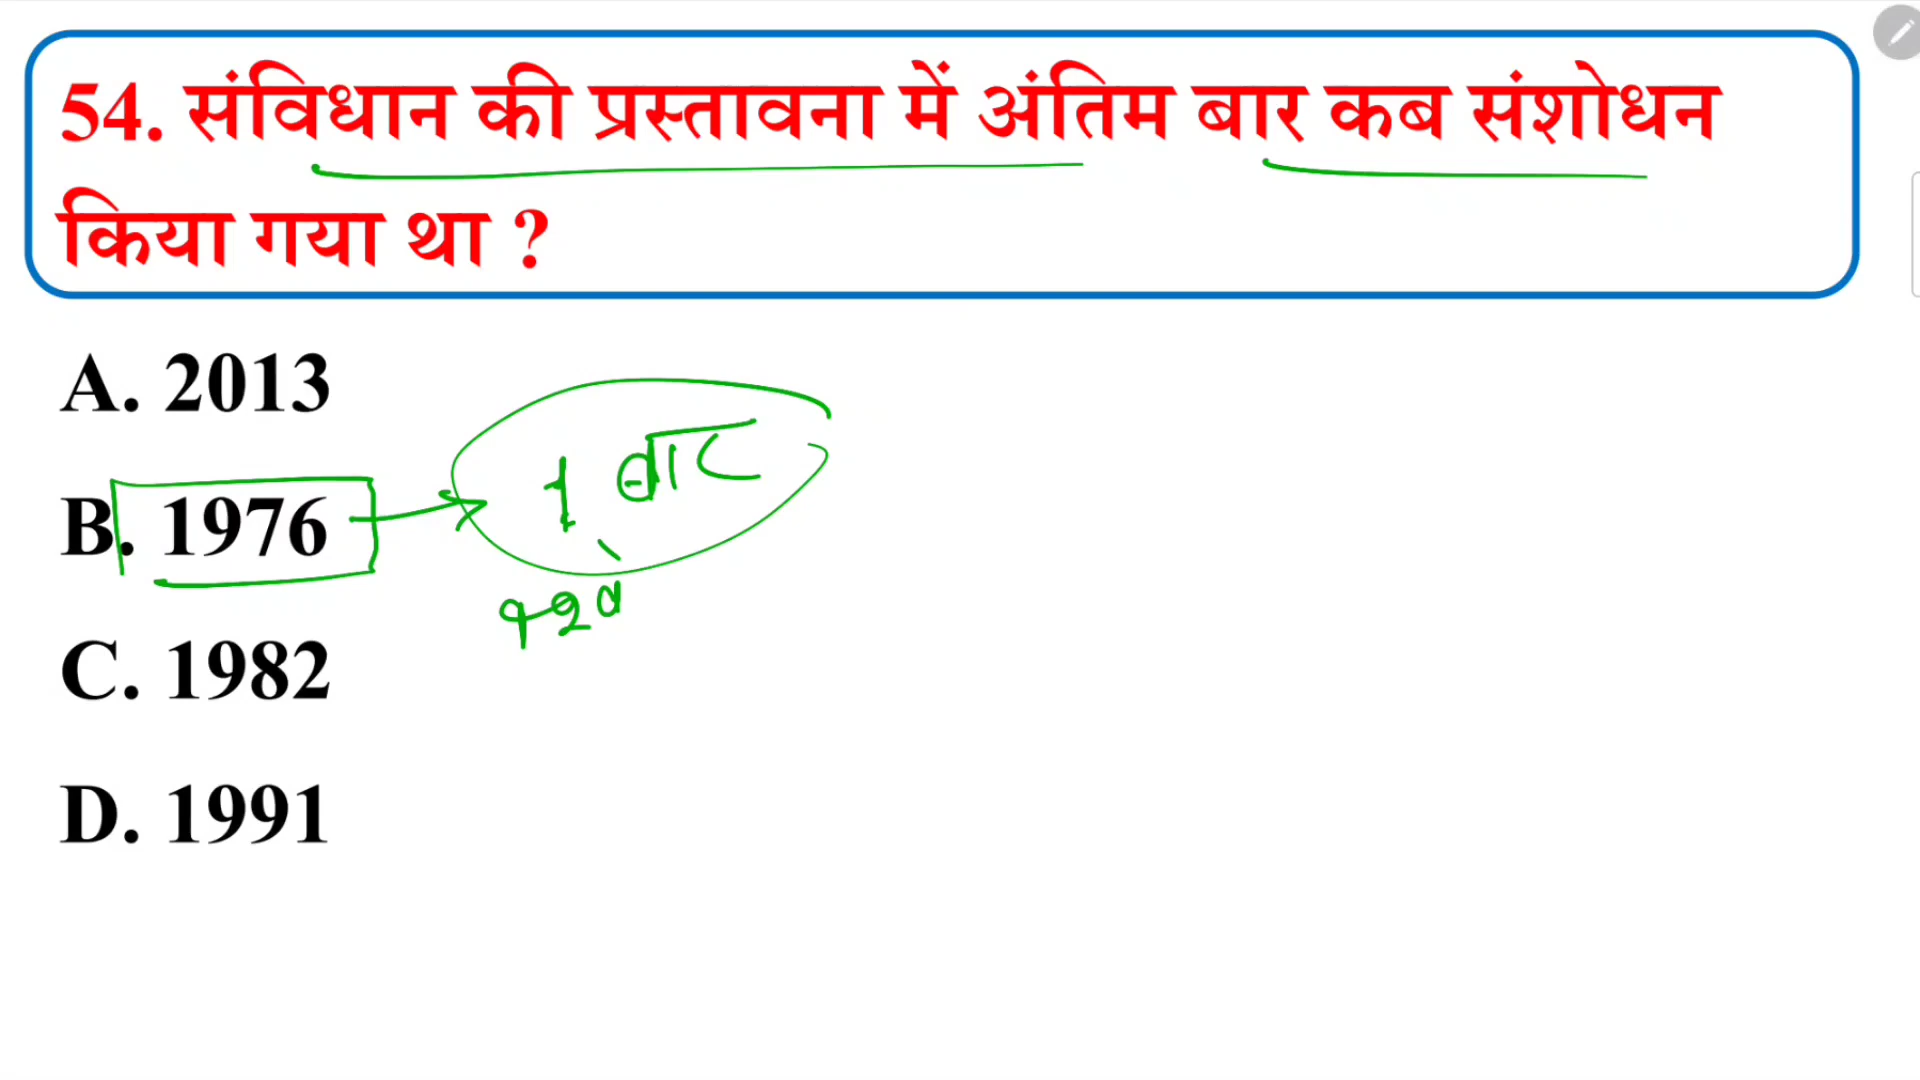 54. संविधान की प्रस्तावना में अंतिम बार कब संशोधन
किया गया था ?
A. 2013
B. 1976
1 बार
C. 1982
D. 1991